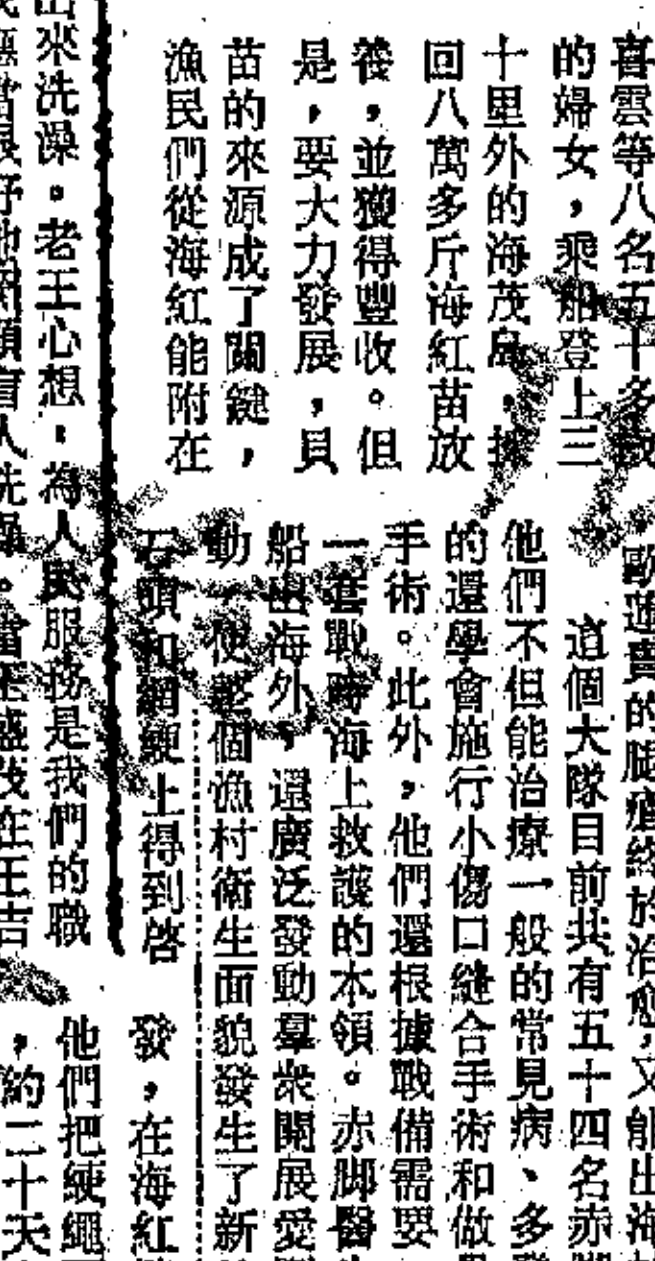 喜雲等八名五十多歲
的婦女，乘船登上三
十里外的海茂島，採
回八萬多斤海紅苗放
養，並獲得豐收。但
是，要大力發展，貝
苗的來源成了關鍵，
漁民們從海紅能附在
石頭和網綆上得到啓
發，在海紅
他們把綆繩
，約二十天
歐進賣的腿瘡終於治愈，又能出海
這個大隊目前共有五十四名赤脚
他們不但能治療一般的常見病、多發
的還學會施行小傷口縫合手術和做
手術。此外，他們還根據戰備需要
一套戰時海上救護的本領。赤脚醫
船出海外，還廣泛發動羣衆開展愛
動，使整個漁村衛生面貌發生了新
出來洗澡。老王心想：為人民服務是我們的職